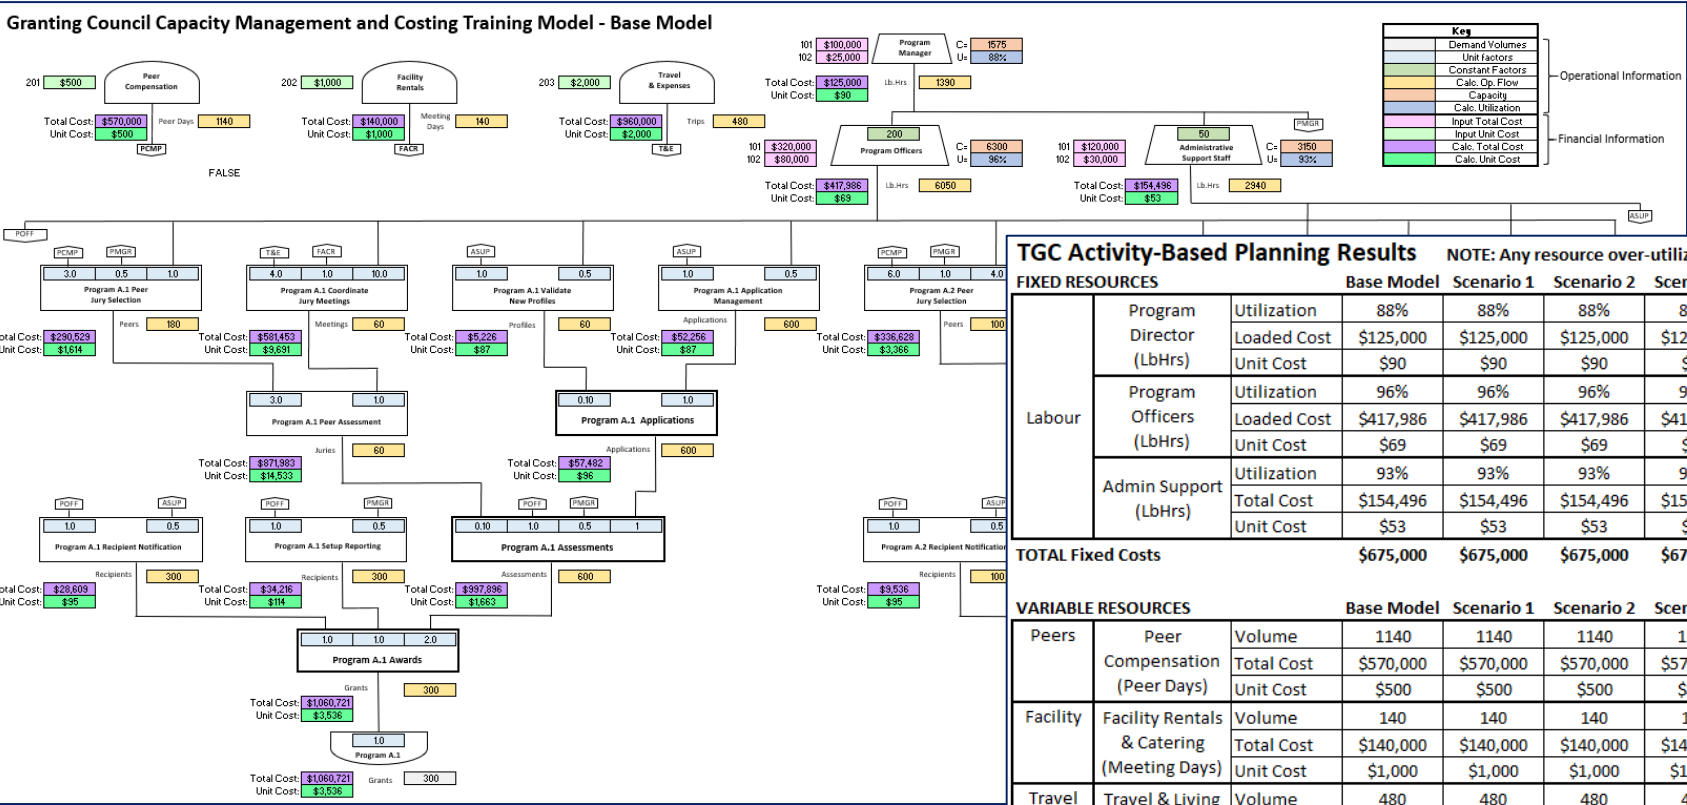 Granting Council Capacity Management and Costing Training Model - Base Model
101 $100,000 Program Manager C= 1575
102 $25,000 U= 88%
Total Cost: $125,000 Lb.Hrs 1390
Unit Cost: $90
Key
Demand Volumes
Unit factors
Constant Factors
Calc. Op. Flow
Capacity
Calc. Utilization
Input Total Cost
Input Unit Cost
Calc. Total Cost
Calc. Unit Cost
Operational Information
Financial Information
201 $500 Peer Compensation
Total Cost: $570,000 Peer Days 1140
Unit Cost: $500
PCMP
202 $1,000 Facility Rentals
Total Cost: $140,000 Meeting Days 140
Unit Cost: $1,000
FACR
203 $2,000 Travel & Expenses
Total Cost: $960,000 Trips 480
Unit Cost: $2,000
T&E
FALSE
200
101 $320,000 Program Officers C= 6300
102 $80,000 U= 96%
Total Cost: $417,986 Lb.Hrs 6050
Unit Cost: $69
PMGR
50
101 $120,000 Administrative Support Staff C= 3150
102 $30,000 U= 93%
Total Cost: $154,496 Lb.Hrs 2940
Unit Cost: $53
ASUP
POFF
PCMP PMGR
3.0 0.5 1.0
Program A.1 Peer
Jury Selection
Peers 180
otal Cost: $290,529
Unit Cost: $1,614
T&E FACR
4.0 1.0 10.0
Program A.1 Coordinate
Jury Meetings
Meetings 60
Total Cost: $581,453
Unit Cost: $9,691
ASUP
1.0 0.5
Program A.1 Validate
New Profiles
Profiles 60
Total Cost: $5,226
Unit Cost: $87
ASUP
1.0 0.5
Program A.1 Application
Management
Applications 600
Total Cost: $52,256
Unit Cost: $87
PCMP PMGR
6.0 1.0 4.0
Program A.2 Peer
Jury Selection
Peers 100
Total Cost: $336,628
Unit Cost: $3,366
3.0 1.0
Program A.1 Peer Assessment
Juries 60
Total Cost: $871,983
Unit Cost: $14,533
0.10 1.0
Program A.1 Applications
Applications 600
Total Cost: $57,482
Unit Cost: $96
POFF ASUP
1.0 0.5
Program A.1 Recipient Notification
Recipients 300
otal Cost: $28,609
Unit Cost: $95
POFF PMGR
1.0 0.5
Program A.1 Setup Reporting
Recipients 300
Total Cost: $34,216
Unit Cost: $114
POFF PMGR
0.10 1.0 0.5 1
Program A.1 Assessments
Assessments 600
Total Cost: $997,896
Unit Cost: $1,663
POFF ASUP
1.0 0.5
Program A.2 Recipient Notification
Recipients 100
Total Cost: $9,536
Unit Cost: $95
1.0 1.0 2.0
Program A.1 Awards
Grants 300
Total Cost: $1,060,721
Unit Cost: $3,536
1.0
Program A.1
Total Cost: $1,060,721 Grants 300
Unit Cost: $3,536
TGC Activity-Based Planning Results NOTE: Any resource over-utiliz
FIXED RESOURCES Base Model Scenario 1 Scenario 2 Scen
Labour
Program Director (LbHrs)
Utilization 88% 88% 88% 8
Loaded Cost $125,000 $125,000 $125,000 $12
Unit Cost $90 $90 $90 $
Program Officers (LbHrs)
Utilization 96% 96% 96% 9
Loaded Cost $417,986 $417,986 $417,986 $41
Unit Cost $69 $69 $69 $
Admin Support (LbHrs)
Utilization 93% 93% 93% 9
Total Cost $154,496 $154,496 $154,496 $15
Unit Cost $53 $53 $53 $
TOTAL Fixed Costs $675,000 $675,000 $675,000 $67
VARIABLE RESOURCES Base Model Scenario 1 Scenario 2 Scen
Peers
Peer Compensation (Peer Days)
Volume 1140 1140 1140 1
Total Cost $570,000 $570,000 $570,000 $57
Unit Cost $500 $500 $500 $
Facility
Facility Rentals & Catering (Meeting Days)
Volume 140 140 140 1
Total Cost $140,000 $140,000 $140,000 $14
Unit Cost $1,000 $1,000 $1,000 $1
Travel Travel & Living Volume 480 480 480 4